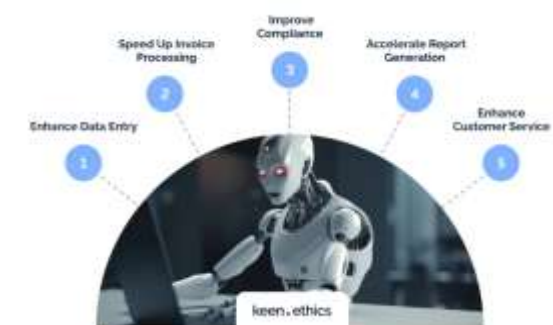 Enhance Data Entry
1
Speed Up Invoice
Processing
2
Improve
Compliance
3
Accelerate Report
Generation
4
Enhance
Customer Service
5
keen.ethics